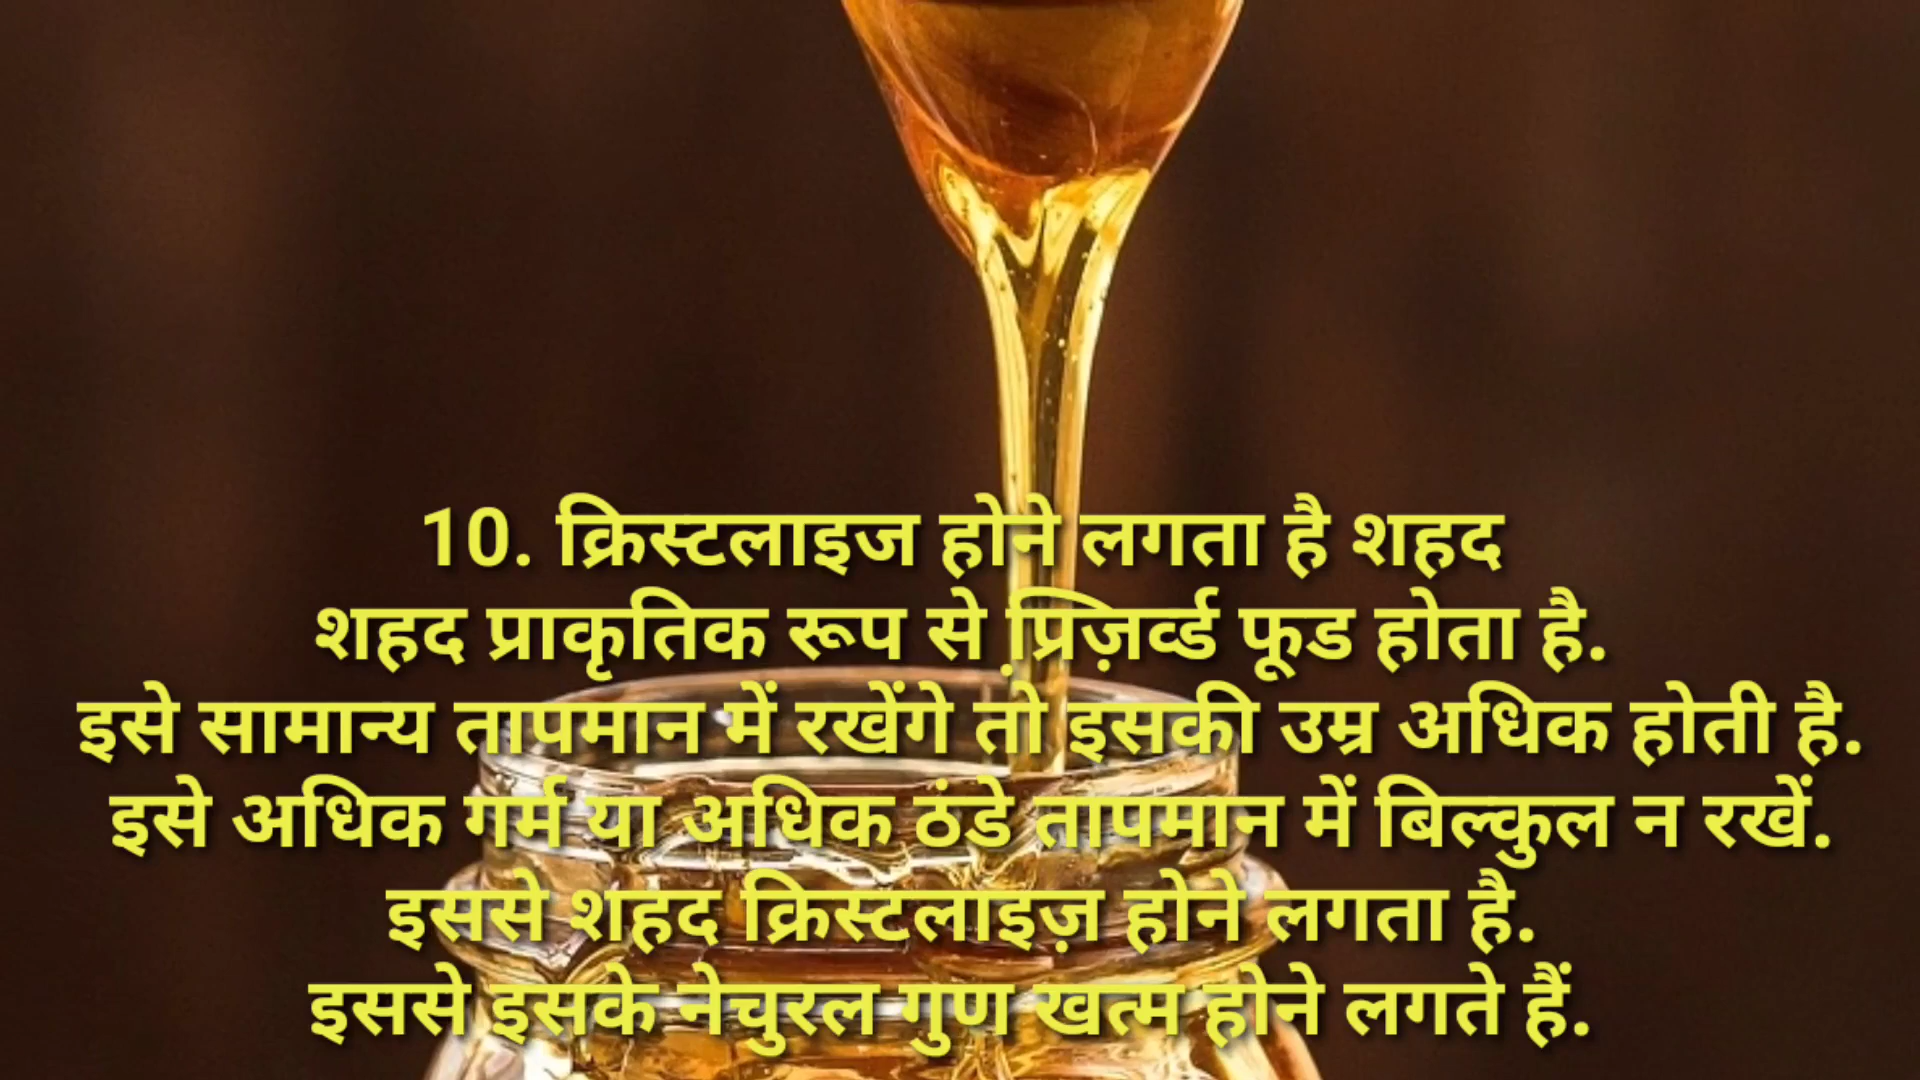 10. क्रिस्टलाइज होने लगता है शहद
शहद प्राकृतिक रूप से प्रिज़र्व्ड फूड होता है.
इसे सामान्य तापमान में रखेंगे तो इसकी उम्र अधिक होती है.
इसे अधिक गर्म या अधिक ठंडे तापमान में बिल्कुल न रखें.
इससे शहद क्रिस्टलाइज़ होने लगता है.
इससे इसके नेचुरल गुण खत्म होने लगते हैं.